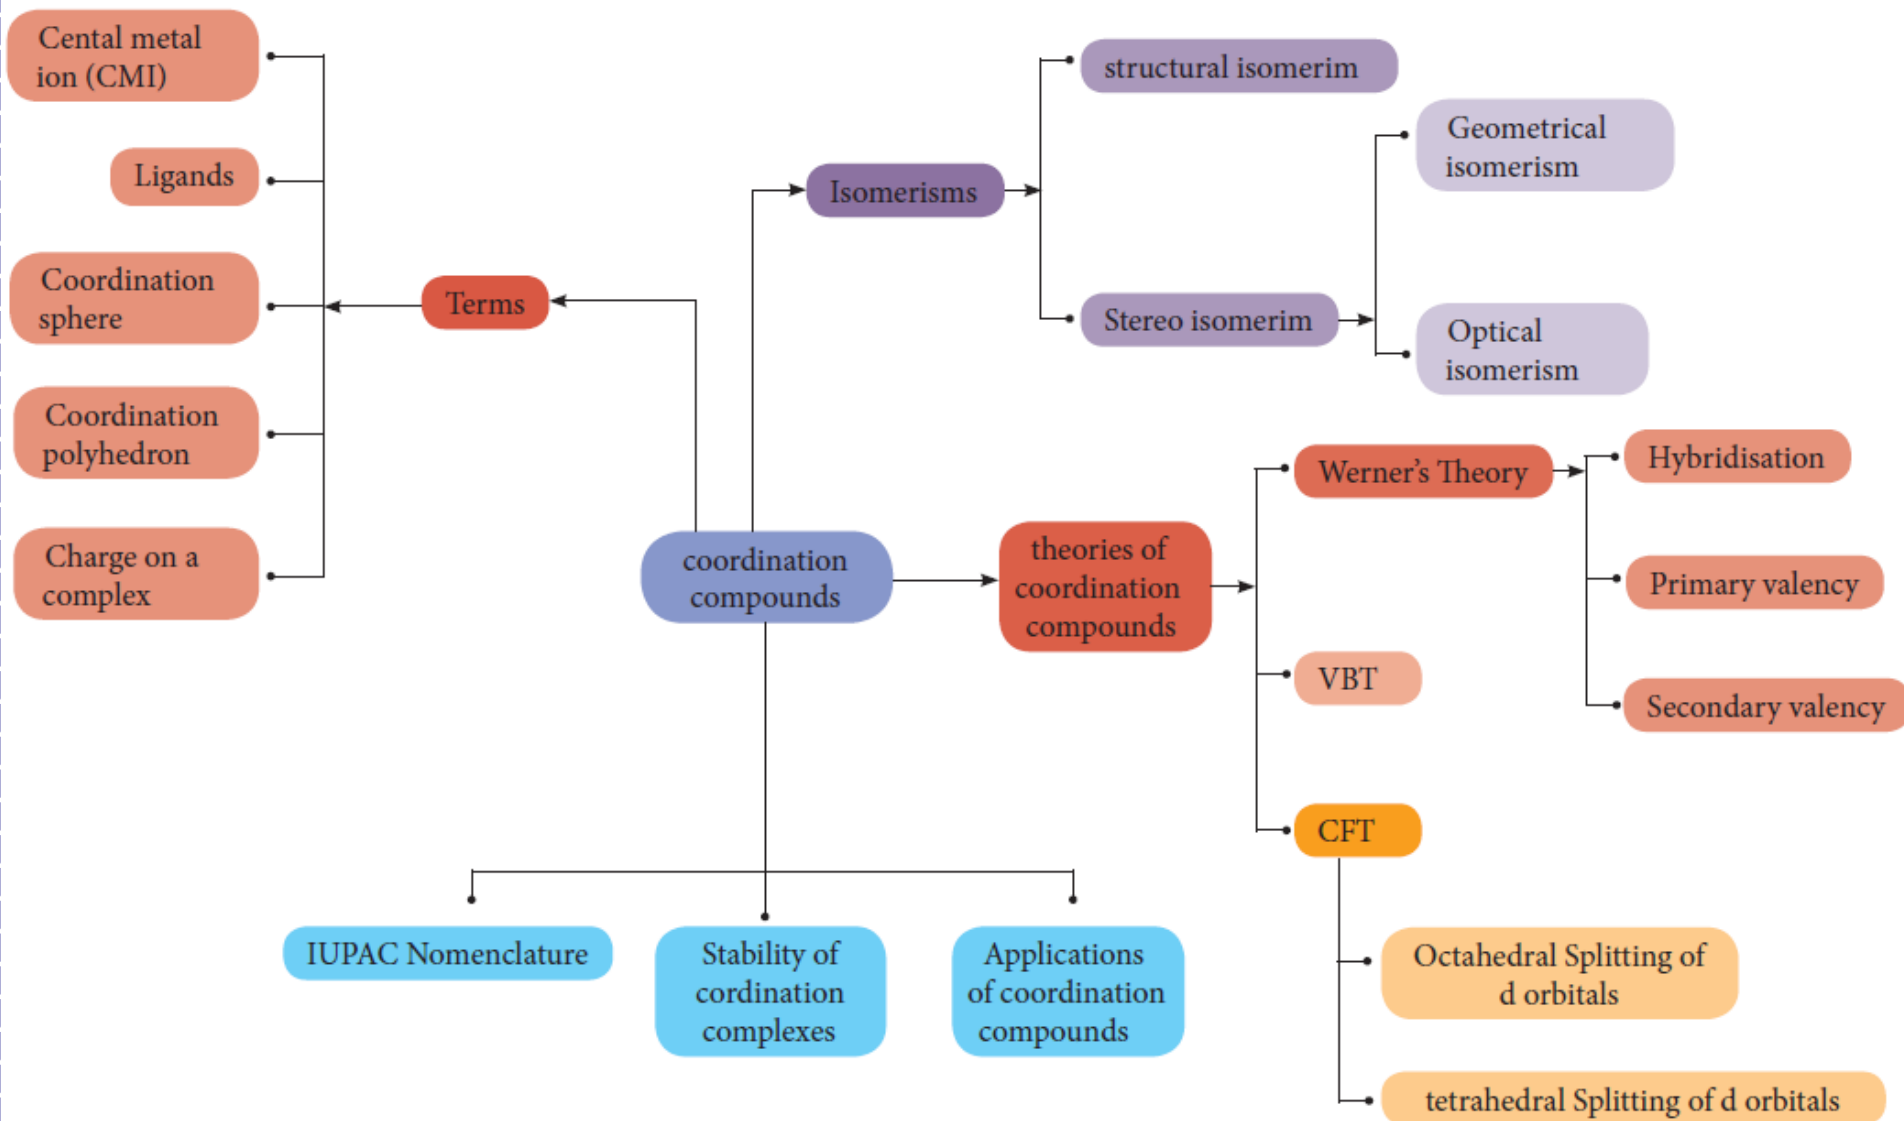 Cental metal
ion (CMI)
Ligands
Coordination
sphere
Coordination
polyhedron
Charge on a
complex
Terms
coordination
compounds
Isomerisms
structural isomerim
Stereo isomerim
Geometrical
isomerism
Optical
isomerism
theories of
coordination
compounds
Werner's Theory
Hybridisation
Primary valency
Secondary valency
VBT
CFT
Octahedral Splitting of
d orbitals
tetrahedral Splitting of d orbitals
IUPAC Nomenclature
Stability of
cordination
complexes
Applications
of coordination
compounds